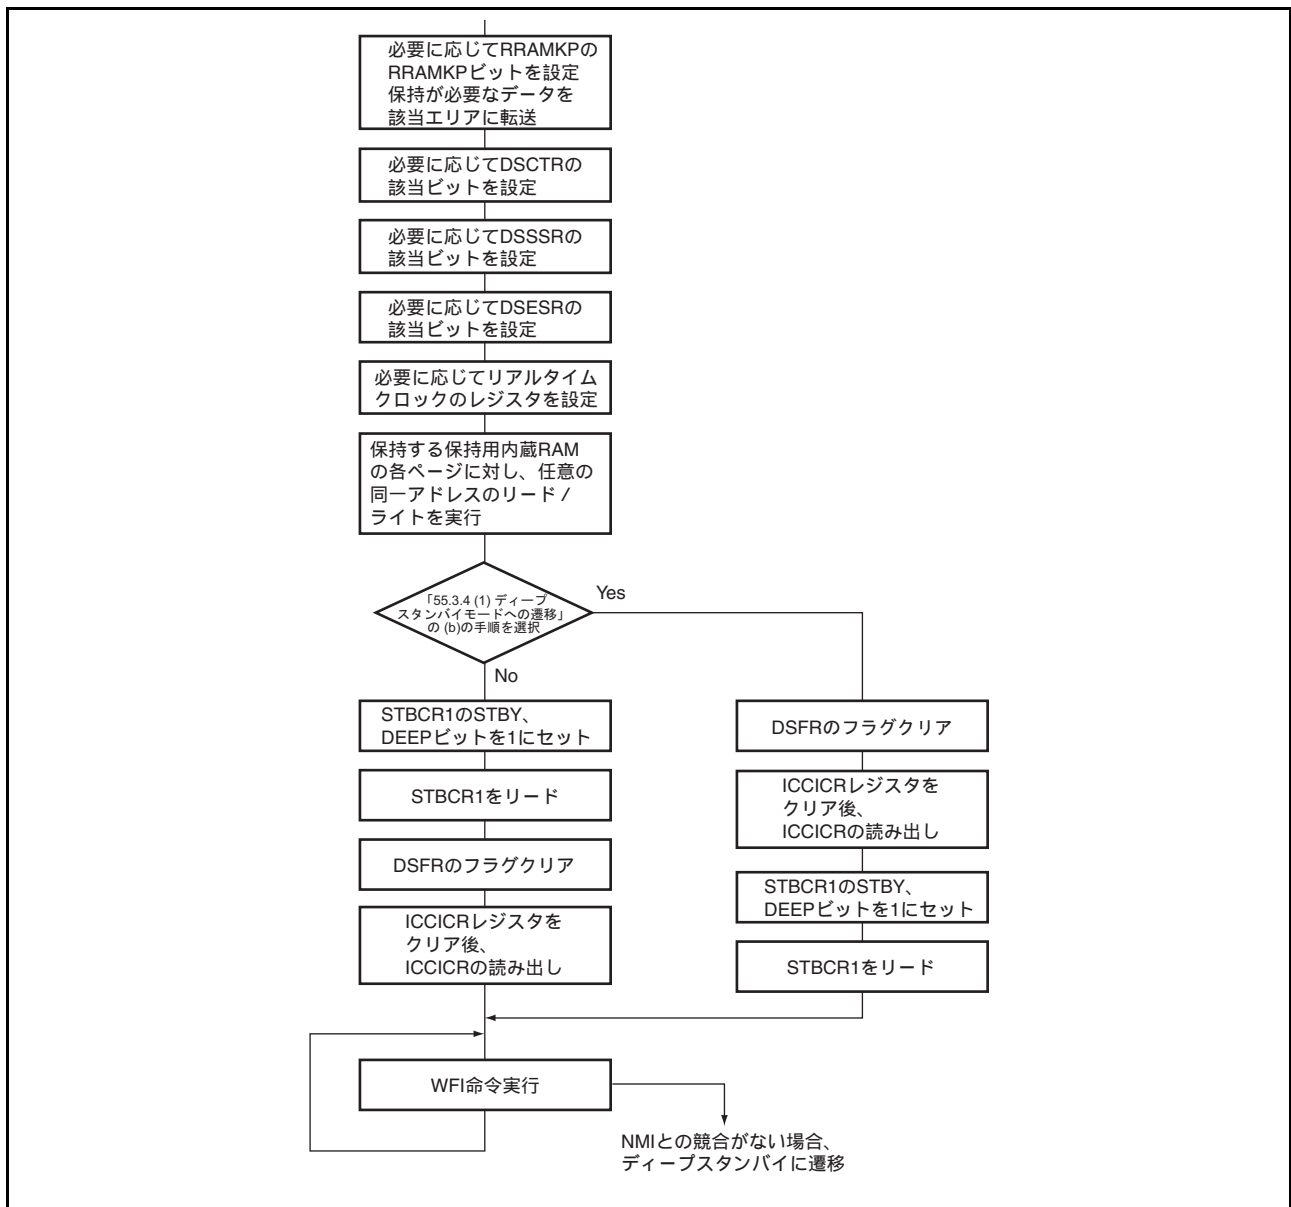 必要に応じてRRAMKPの
RRAMKPビットを設定
保持が必要なデータを
該当エリアに転送
必要に応じてDSCTRの
該当ビットを設定
必要に応じてDSSSRの
該当ビットを設定
必要に応じてDSESRの
該当ビットを設定
必要に応じてリアルタイム
クロックのレジスタを設定
保持する保持用内蔵RAM
の各ページに対し、任意の
同一アドレスのリード/
ライトを実行
「55.3.4 (1) ディープ
スタンバイモードへの遷移」
の (b)の手順を選択
Yes
No
STBCR1のSTBY、
DEEPビットを1にセット
STBCR1をリード
DSFRのフラグクリア
ICCICRレジスタを
クリア後、
ICCICRの読み出し
DSFRのフラグクリア
ICCICRレジスタを
クリア後、
ICCICRの読み出し
STBCR1のSTBY、
DEEPビットを1にセット
STBCR1をリード
WFI命令実行
NMIとの競合がない場合、
ディープスタンバイに遷移